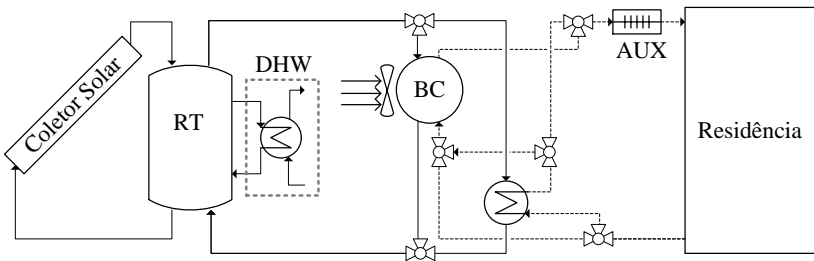 Coletor Solar
RT
DHW
BC
AUX
Residência